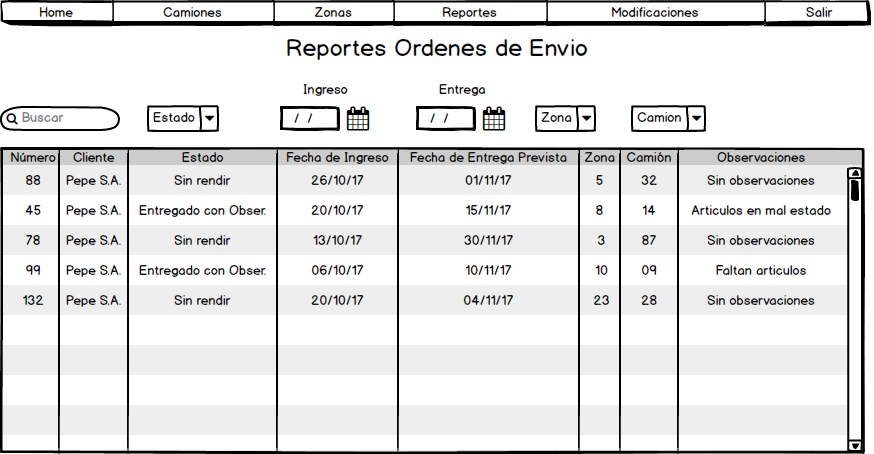 Home Camiones Zonas Reportes Modificaciones Salir
Reportes Ordenes de Envio
Ingreso Entrega
Buscar Estado / / / / Zona Camion
Número Cliente Estado Fecha de Ingreso Fecha de Entrega Prevista Zona Camión Observaciones
88 Pepe S.A. Sin rendir 26/10/17 01/11/17 5 32 Sin observaciones
45 Pepe S.A. Entregado con Obser. 20/10/17 15/11/17 8 14 Articulos en mal estado
78 Pepe S.A. Sin rendir 13/10/17 30/11/17 3 87 Sin observaciones
99 Pepe S.A. Entregado con Obser. 06/10/17 10/11/17 10 09 Faltan articulos
132 Pepe S.A. Sin rendir 20/10/17 04/11/17 23 28 Sin observaciones